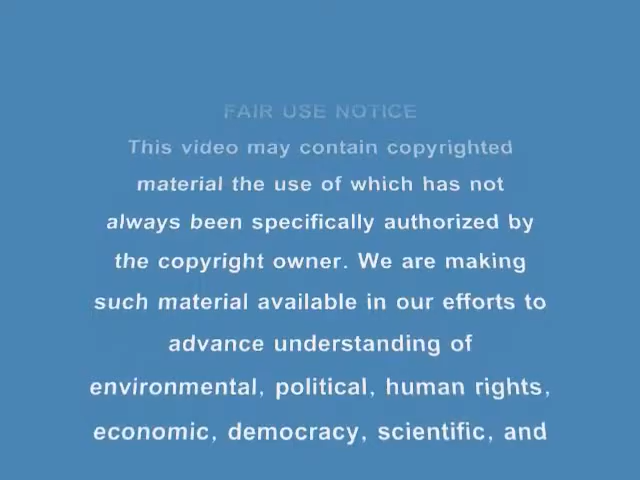 FAIR USE NOTICE
This video may contain copyrighted
material the use of which has not
always been specifically authorized by
the copyright owner. We are making
such material available in our efforts to
advance understanding of
environmental, political, human rights,
economic, democracy, scientific, and